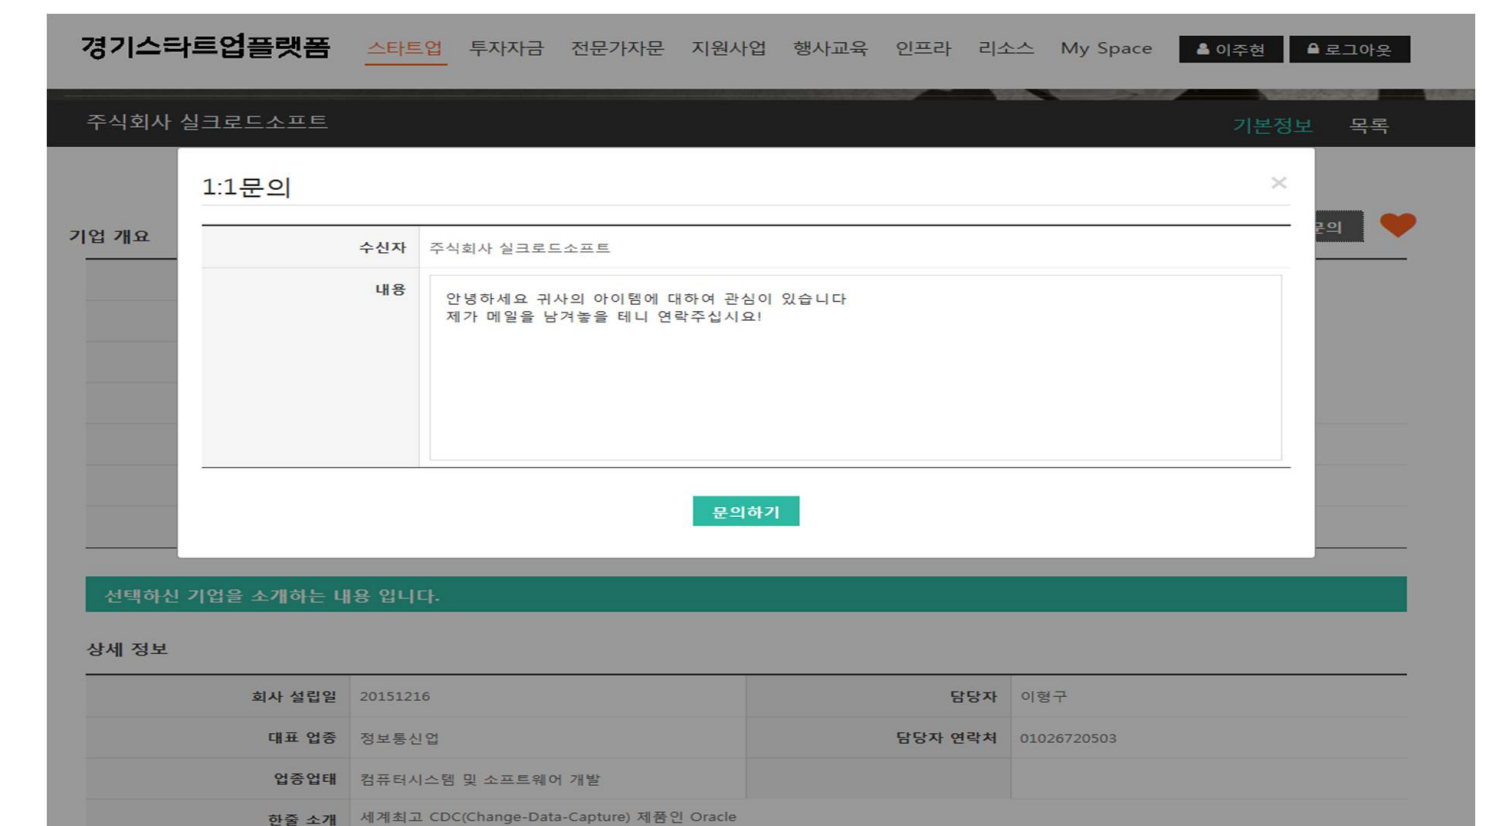 경기스타트업플랫폼 스타트업 투자자금 전문가자문 지원사업 행사교육 인프라 리소스 My Space 이주현 로그아웃
주식회사 실크로드소프트 기본정보 목록
1:1문의 ×
기업 개요 문의
수신자 주식회사 실크로드소프트
내용 안녕하세요 귀사의 아이템에 대하여 관심이 있습니다
제가 메일을 남겨놓을 테니 연락주십시요!
문의하기
선택하신 기업을 소개하는 내용 입니다.
상세 정보
회사 설립일 20151216 담당자 이형구
대표 업종 정보통신업 담당자 연락처 01026720503
업종업태 컴퓨터시스템 및 소프트웨어 개발
한줄 소개 세계최고 CDC(Change-Data-Capture) 제품인 Oracle